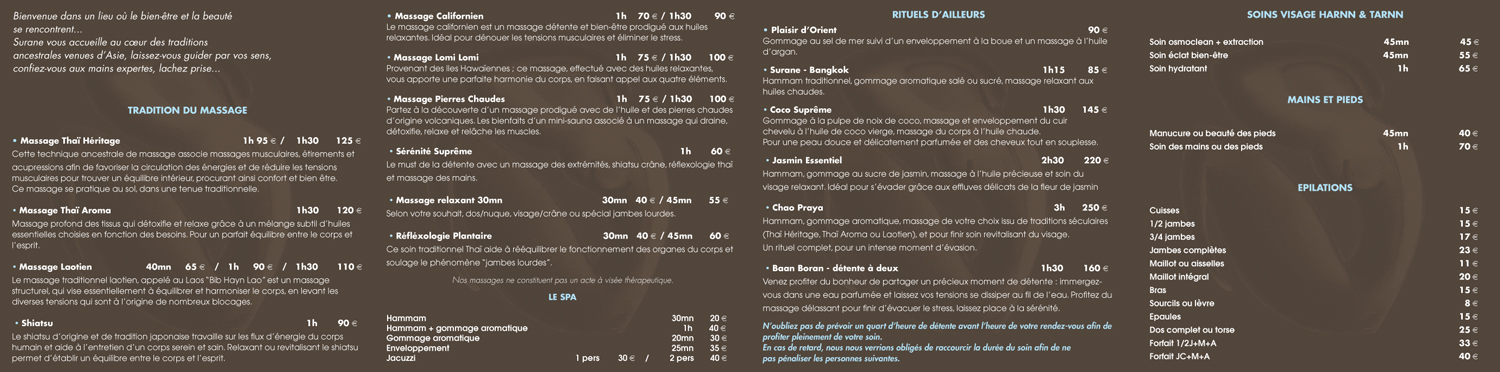 Bienvenue dans un lieu où le bien-être et la beauté
se rencontrent...
Surane vous accueille au cœur des traditions
ancestrales venues d'Asie, laissez-vous guider par vos sens,
confiez-vous aux mains expertes, lachez prise...
TRADITION DU MASSAGE
• Massage Thaï Héritage 1h 95 € / 1h30 125 €
Cette technique ancestrale de massage associe massages musculaires, étirements et
acupressions afin de favoriser la circulation des énergies et de réduire les tensions
musculaires pour trouver un équilibre intérieur, procurant ainsi confort et bien être.
Ce massage se pratique au sol, dans une tenue traditionnelle.
• Massage Thaï Aroma 1h30 120 €
Massage profond des tissus qui détoxifie et relaxe grâce à un mélange subtil d'huiles
essentielles choisies en fonction des besoins. Pour un parfait équilibre entre le corps et
l'esprit.
• Massage Laotien 40mn 65 € / 1h 90 € / 1h30 110 €
Le massage traditionnel laotien, appelé au Laos "Bib Hayn Lao" est un massage
structurel, qui vise essentiellement à équilibrer et harmoniser le corps, en levant les
diverses tensions qui sont à l'origine de nombreux blocages.
• Shiatsu 1h 90 €
Le shiatsu d'origine et de tradition japonaise travaille sur les flux d'énergie du corps
humain et aide à l'entretien d'un corps serein et sain. Relaxant ou revitalisant le shiatsu
permet d'établir un équilibre entre le corps et l'esprit.
• Massage Californien 1h 70 € / 1h30 90 €
Le massage californien est un massage détente et bien-être prodigué aux huiles
relaxantes. Idéal pour dénouer les tensions musculaires et éliminer le stress.
• Massage Lomi Lomi 1h 75 € / 1h30 100 €
Provenant des Iles Hawaïennes ; ce massage, effectué avec des huiles relaxantes,
vous apporte une parfaite harmonie du corps, en faisant appel aux quatre éléments.
• Massage Pierres Chaudes 1h 75 € / 1h30 100 €
Partez à la découverte d'un massage prodigué avec de l'huile et des pierres chaudes
d'origine volcaniques. Les bienfaits d'un mini-sauna associé à un massage qui draine,
détoxifie, relaxe et relâche les muscles.
• Sérénité Suprême 1h 60 €
Le must de la détente avec un massage des extrémités, shiatsu crâne, réflexologie thaï
et massage des mains.
• Massage relaxant 30mn 30mn 40 € / 45mn 55 €
Selon votre souhait, dos/nuque, visage/crâne ou spécial jambes lourdes.
• Réfléxologie Plantaire 30mn 40 € / 45mn 60 €
Ce soin traditionnel Thaï aide à rééquilibrer le fonctionnement des organes du corps et
soulage le phénomène "jambes lourdes".
Nos massages ne constituent pas un acte à visée thérapeutique.
LE SPA
Hammam 30mn 20 €
Hammam + gommage aromatique 1h 40 €
Gommage aromatique 20mn 30 €
Enveloppement 25mn 35 €
Jacuzzi 1 pers 30 € / 2 pers 40 €
RITUELS D'AILLEURS
• Plaisir d'Orient 90 €
Gommage au sel de mer suivi d'un enveloppement à la boue et un massage à l'huile
d'argan.
• Surane - Bangkok 1h15 85 €
Hammam traditionnel, gommage aromatique salé ou sucré, massage relaxant aux
huiles chaudes.
• Coco Suprême 1h30 145 €
Gommage à la pulpe de noix de coco, massage et enveloppement du cuir
chevelu à l'huile de coco vierge, massage du corps à l'huile chaude.
Pour une peau douce et délicatement parfumée et des cheveux tout en souplesse.
• Jasmin Essentiel 2h30 220 €
Hammam, gommage au sucre de jasmin, massage à l'huile précieuse et soin du
visage relaxant. Idéal pour s'évader grâce aux effluves délicats de la fleur de jasmin
• Chao Praya 3h 250 €
Hammam, gommage aromatique, massage de votre choix issu de traditions séculaires
(Thaï Héritage, Thaï Aroma ou Laotien), et pour finir soin revitalisant du visage.
Un rituel complet, pour un intense moment d'évasion.
• Baan Boran - détente à deux 1h30 160 €
Venez profiter du bonheur de partager un précieux moment de détente : Immergez-
vous dans une eau parfumée et laissez vos tensions se dissiper au fil de l'eau. Profitez du
massage délassant pour finir d'évacuer le stress, laissez place à la sérénité.
N'oubliez pas de prévoir un quart d'heure de détente avant l'heure de votre rendez-vous afin de
profiter pleinement de votre soin.
En cas de retard, nous nous verrions obligés de raccourcir la durée du soin afin de ne
pas pénaliser les personnes suivantes.
SOINS VISAGE HARNN & TARNN
Soin osmoclean + extraction 45mn 45 €
Soin éclat bien-être 45mn 55 €
Soin hydratant 1h 65 €
MAINS ET PIEDS
Manucure ou beauté des pieds 45mn 40 €
Soin des mains ou des pieds 1h 70 €
EPILATIONS
Cuisses 15 €
1/2 jambes 15 €
3/4 jambes 17 €
Jambes complètes 23 €
Maillot ou aisselles 11 €
Maillot intégral 20 €
Bras 15 €
Sourcils ou lèvre 8 €
Epaules 15 €
Dos complet ou torse 25 €
Forfait 1/2J+M+A 33 €
Forfait JC+M+A 40 €